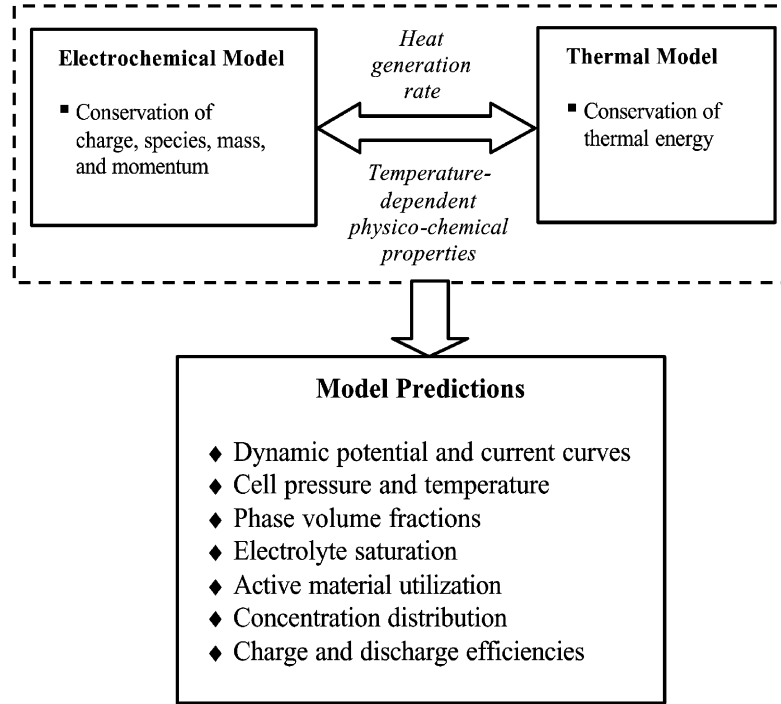 Electrochemical Model
▪ Conservation of
charge, species, mass,
and momentum
Heat
generation
rate
Temperature-
dependent
physico-chemical
properties
Thermal Model
▪ Conservation of
thermal energy
Model Predictions
♦ Dynamic potential and current curves
♦ Cell pressure and temperature
♦ Phase volume fractions
♦ Electrolyte saturation
♦ Active material utilization
♦ Concentration distribution
♦ Charge and discharge efficiencies